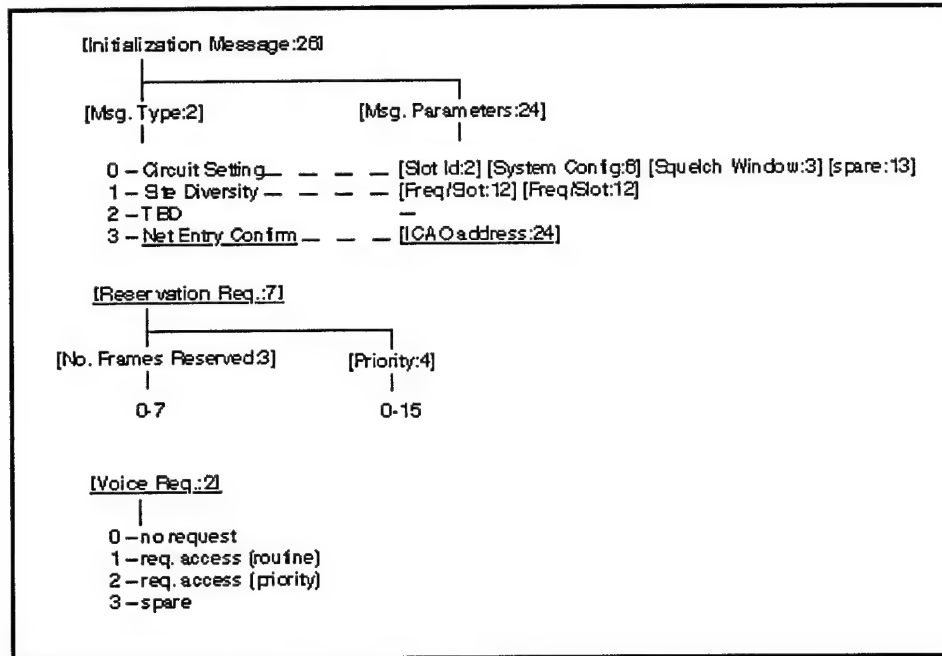 [Initialization Message:26]
[Msg. Type:2] [Msg. Parameters:24]
0 – Circuit Setting [Slot Id:2] [System Config:6] [Squelch Window:3] [spare:13]
1 – Site Diversity [Freq/Slot:12] [Freq/Slot:12]
2 – TBD –
3 – Net Entry Confirm [ICAO address:24]
[Reservation Req.:7]
[No. Frames Reserved:3] [Priority:4]
0-7 0-15
[Voice Req.:2]
0 – no request
1 – req. access (routine)
2 – req. access (priority)
3 – spare